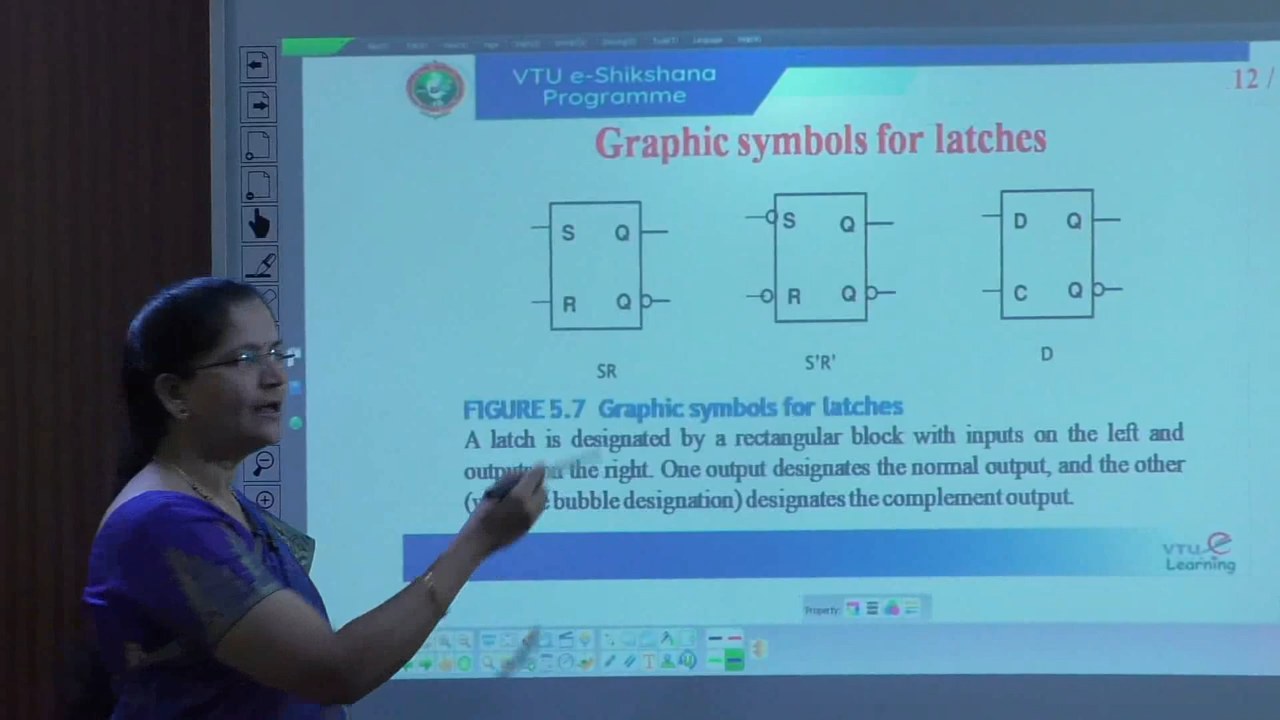 VTU e-Shikshana
Programme
12 /
Graphic symbols for latches
S Q
R Q
SR
S Q
R Q
S'R'
D Q
C Q
D
FIGURE 5.7 Graphic symbols for latches
A latch is designated by a rectangular block with inputs on the left and
the right. One output designates the normal output, and the other
bubble designation) designates the complement output.
VTU e
Learning
Property: